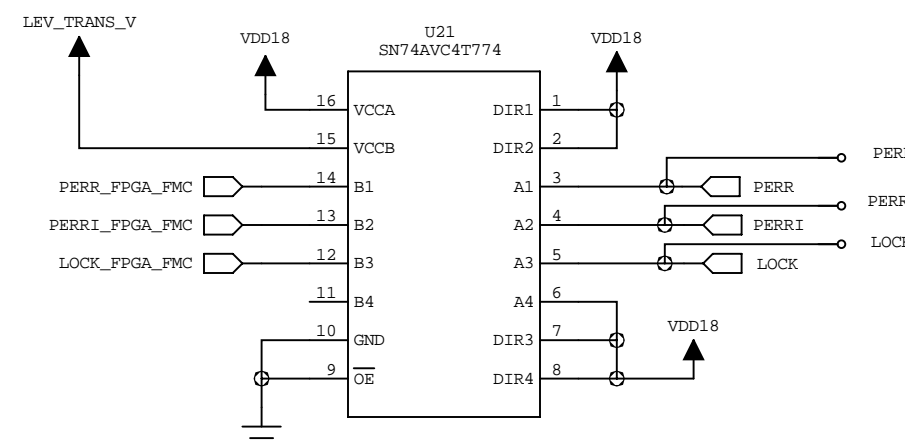 LEV_TRANS_V
VDD18
U21
SN74AVC4T774
VDD18
16 VCCA DIR1 1
15 VCCB DIR2 2
PERR_FPGA_FMC 14 B1 A1 3 PERR
PERRI_FPGA_FMC 13 B2 A2 4 PERRI
LOCK_FPGA_FMC 12 B3 A3 5 LOCK
11 B4 A4 6
10 GND DIR3 7
VDD18
9 OE DIR4 8